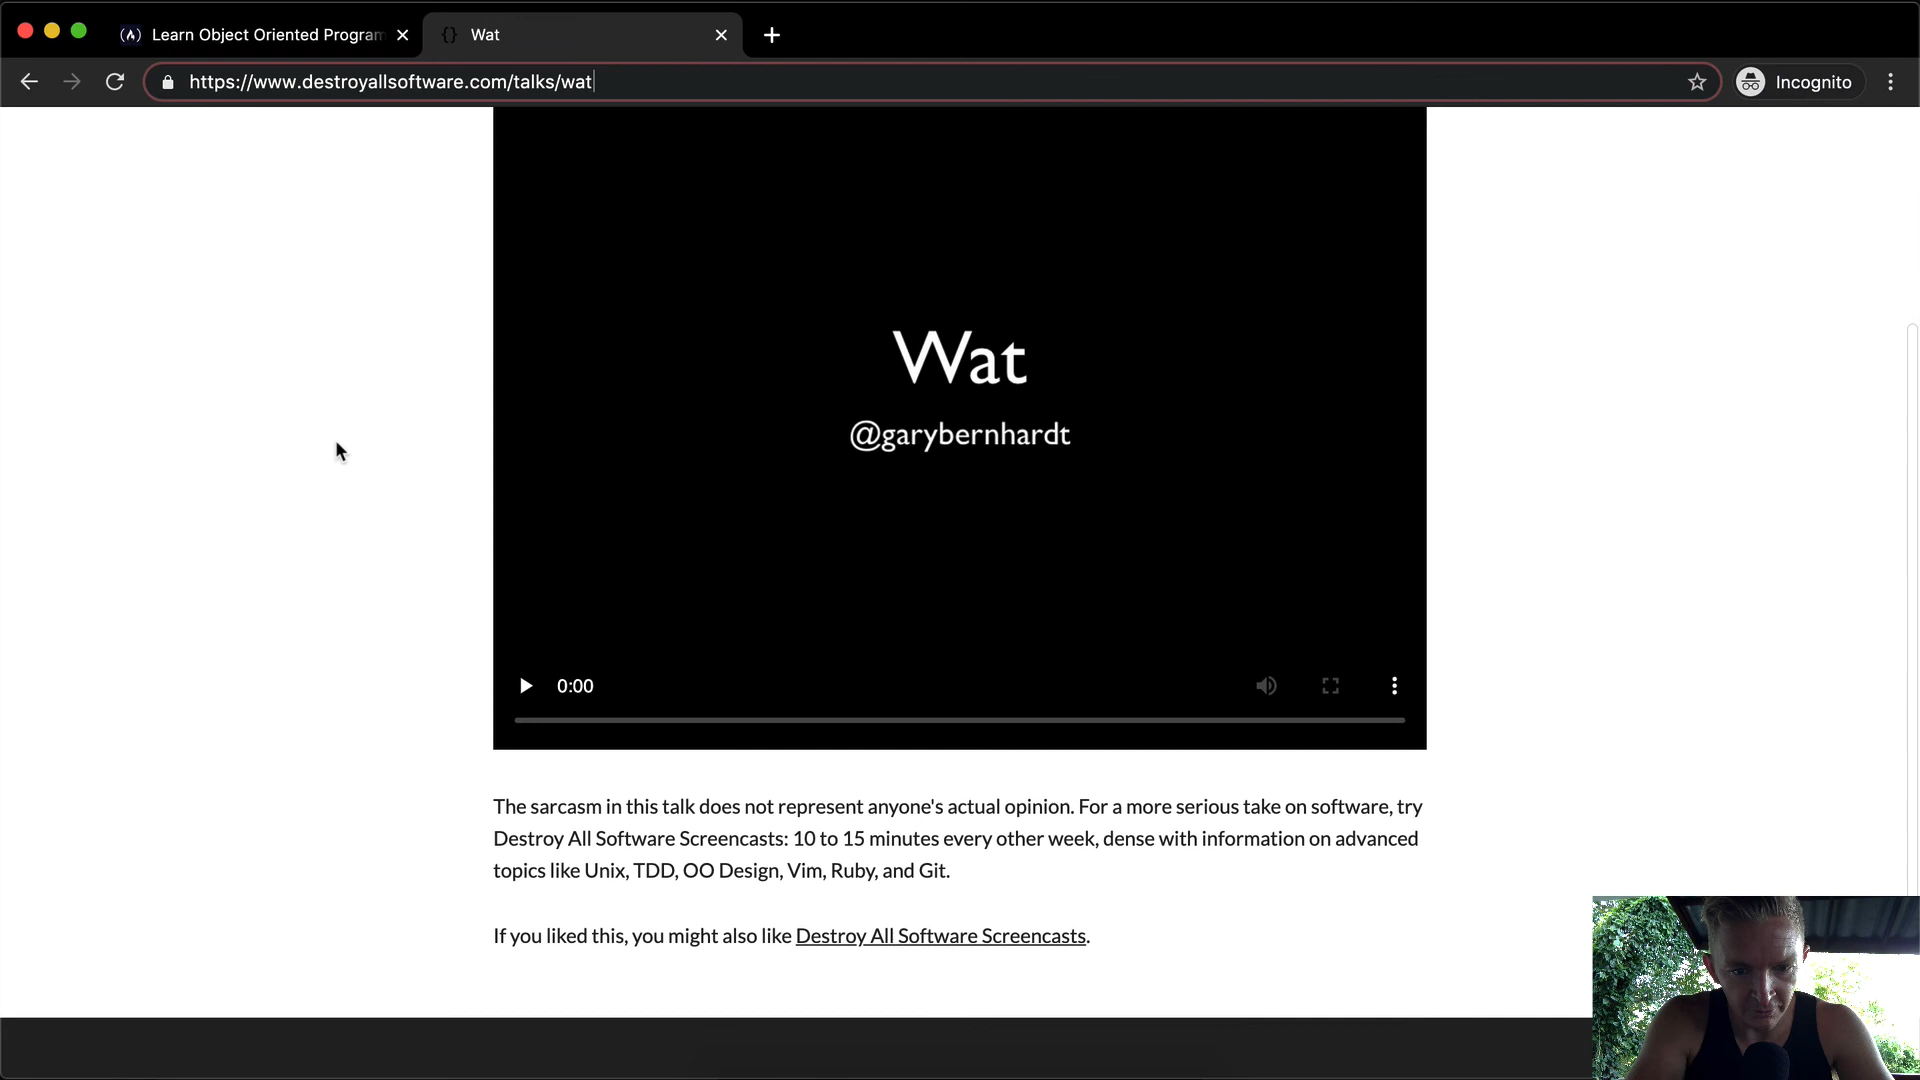 Learn Object Oriented Program
Wat
https://www.destroyallsoftware.com/talks/wat
Incognito
Wat
@garybernhardt
0:00
The sarcasm in this talk does not represent anyone's actual opinion. For a more serious take on software, try
Destroy All Software Screencasts: 10 to 15 minutes every other week, dense with information on advanced
topics like Unix, TDD, OO Design, Vim, Ruby, and Git.
If you liked this, you might also like Destroy All Software Screencasts.